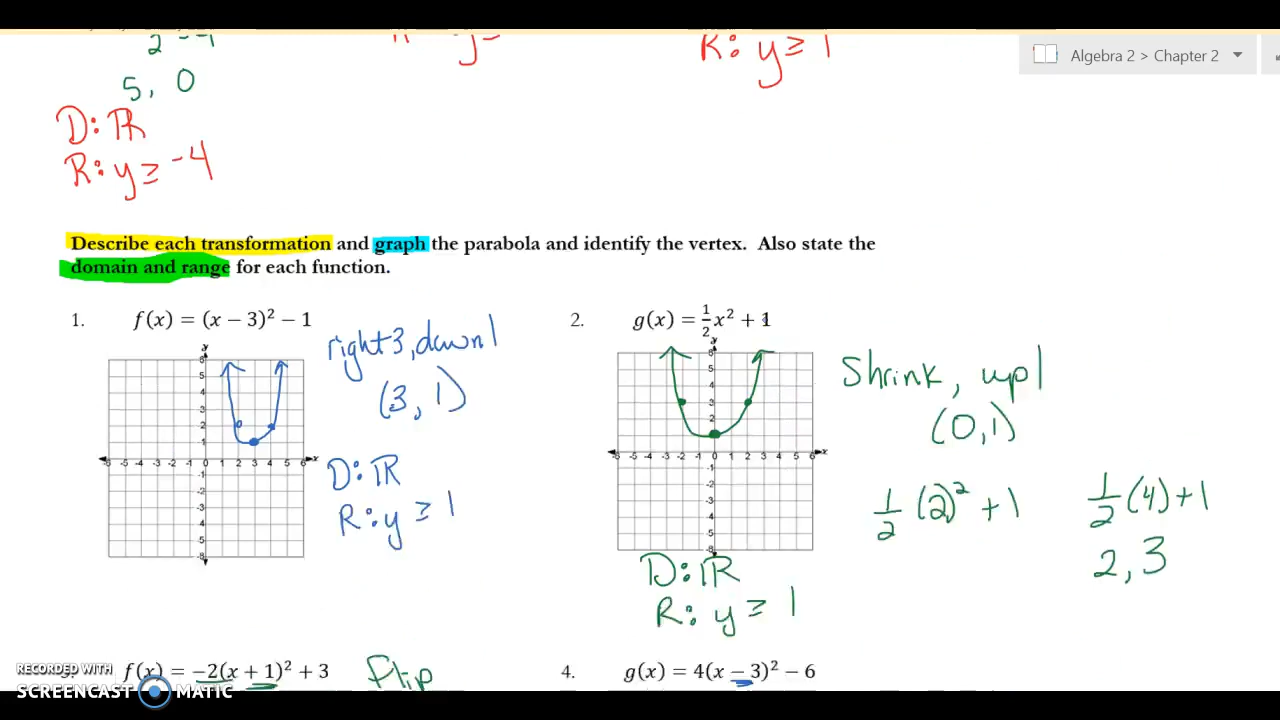 5, 0
R: y ≥ 1
Algebra 2 > Chapter 2
D: ℝ
R: y ≥ -4
Describe each transformation and graph the parabola and identify the vertex. Also state the
domain and range for each function.
1. f(x) = (x − 3)² − 1
right 3, down 1
(3, 1)
D: ℝ
R: y ≥ 1
2. g(x) = ½x² + 1
Shrink, up 1
(0, 1)
½(2)² + 1
½(4) + 1
2, 3
D: ℝ
R: y ≥ 1
f(x) = −2(x + 1)² + 3
flip
4. g(x) = 4(x − 3)² − 6
RECORDED WITH
SCREENCAST MATIC